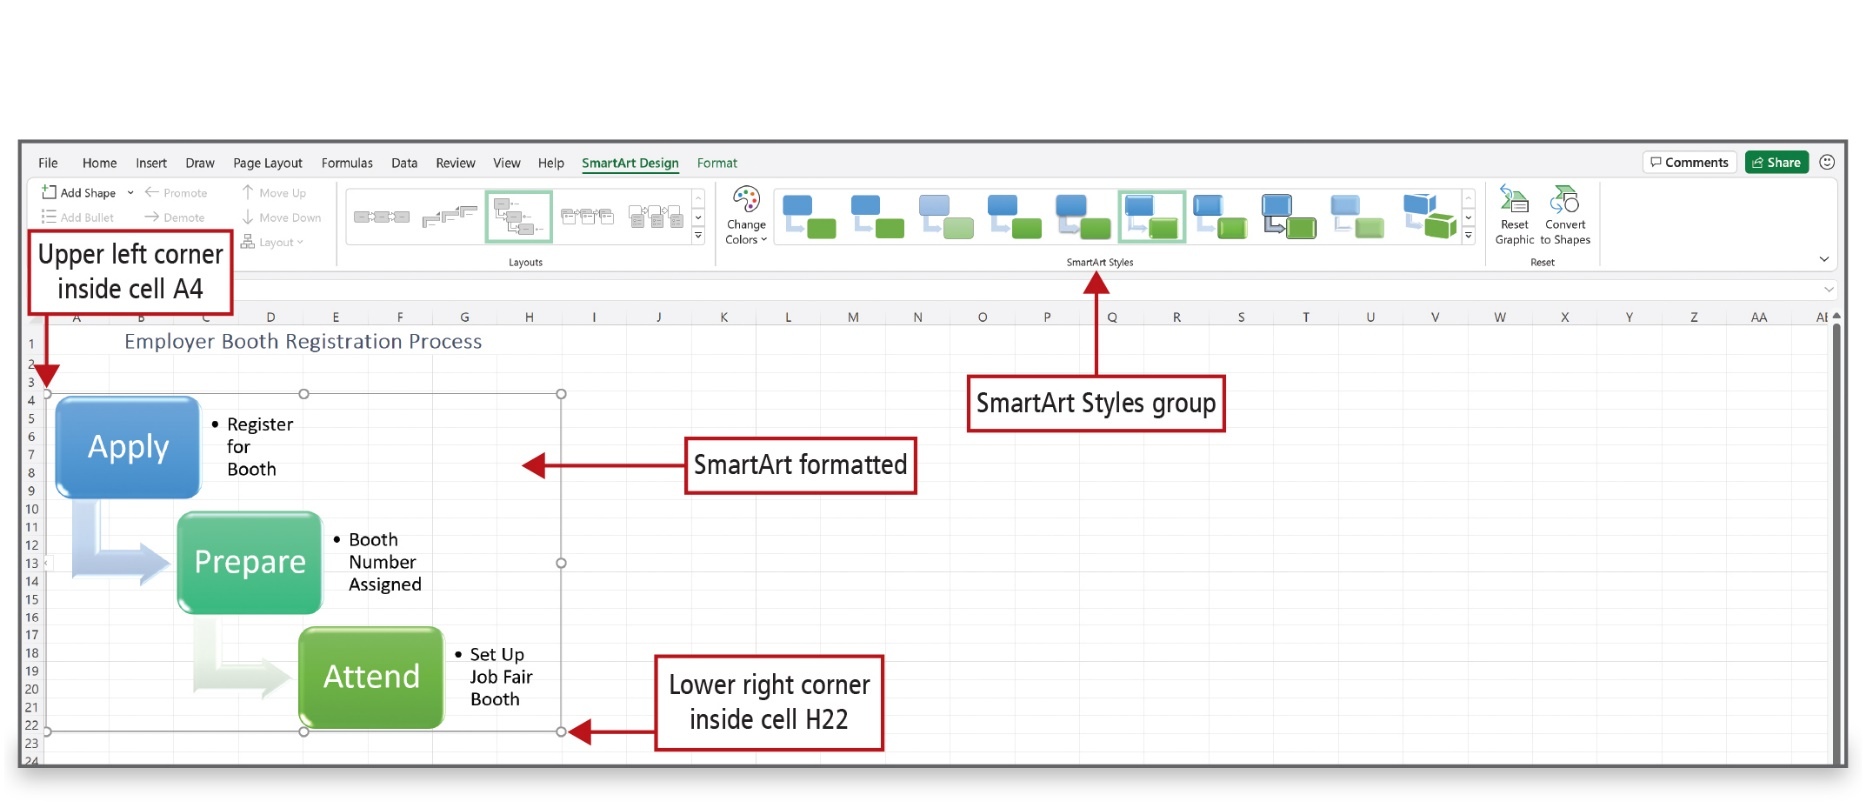 File Home Insert Draw Page Layout Formulas Data Review View Help SmartArt Design Format Comments Share
Add Shape Promote Move Up
Add Bullet Demote Move Down
Layout
Change
Colors
Reset
Graphic
Convert
to Shapes
Layouts SmartArt Styles Reset
Upper left corner
inside cell A4
A B C D E F G H I J K L M N O P Q R S T U V W X Y Z AA
1 Employer Booth Registration Process
2
3
4
5
6
7
8
9
10
11
12
13
14
15
16
17
18
19
20
21
22
23
24
SmartArt Styles group
Apply
• Register
for
Booth
SmartArt formatted
Prepare
• Booth
Number
Assigned
Attend
• Set Up
Job Fair
Booth
Lower right corner
inside cell H22